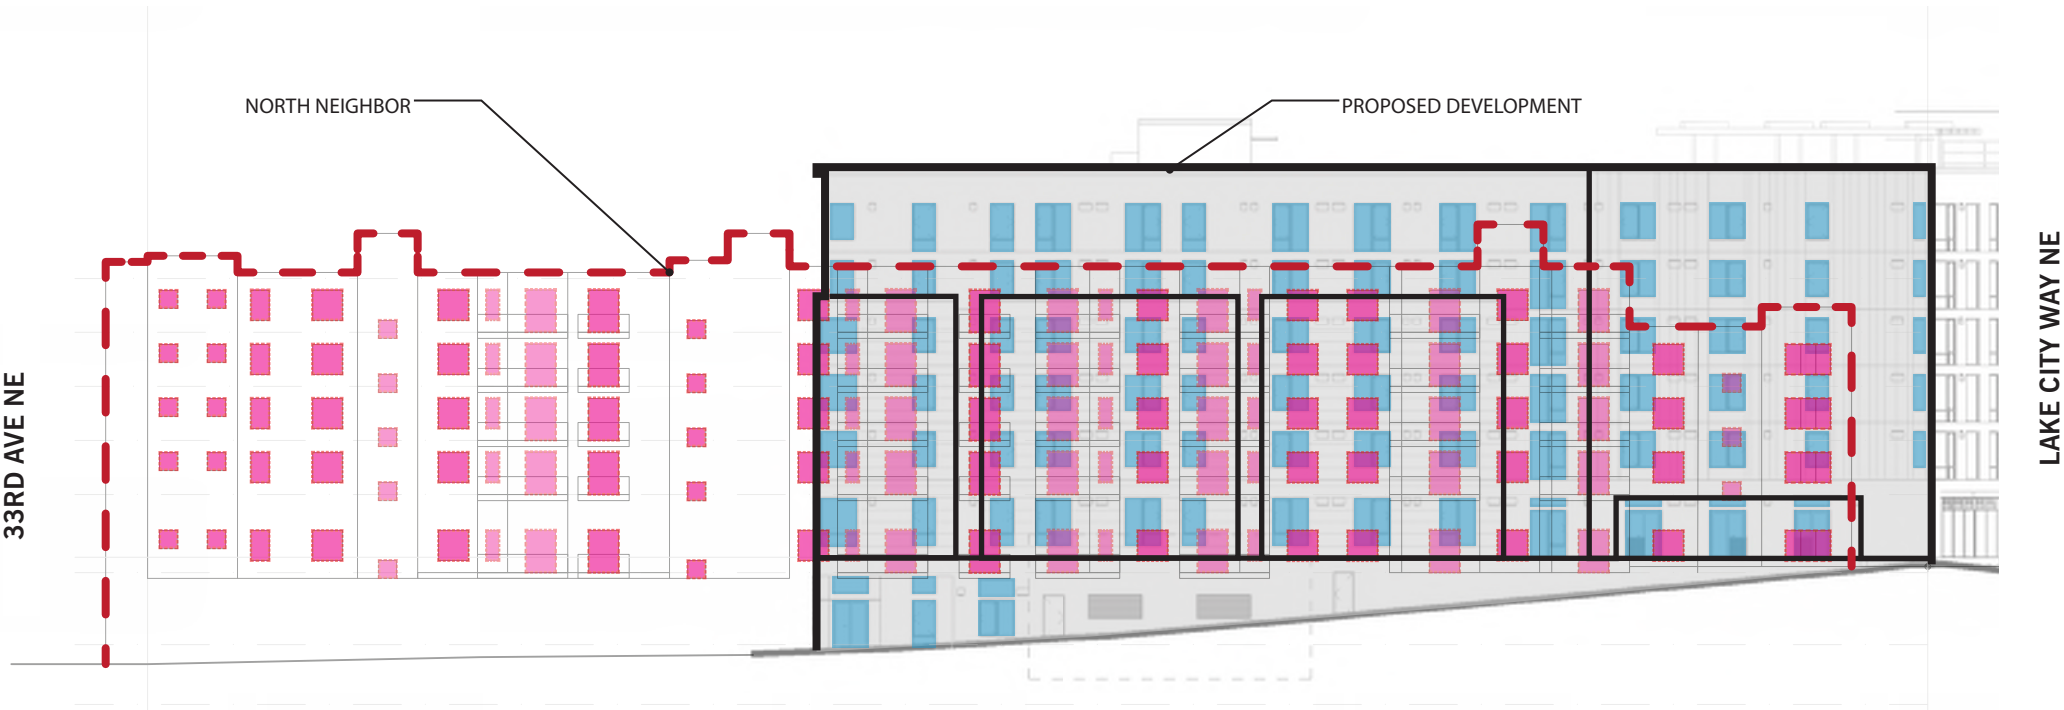 NORTH NEIGHBOR
PROPOSED DEVELOPMENT
33RD AVE NE
LAKE CITY WAY NE